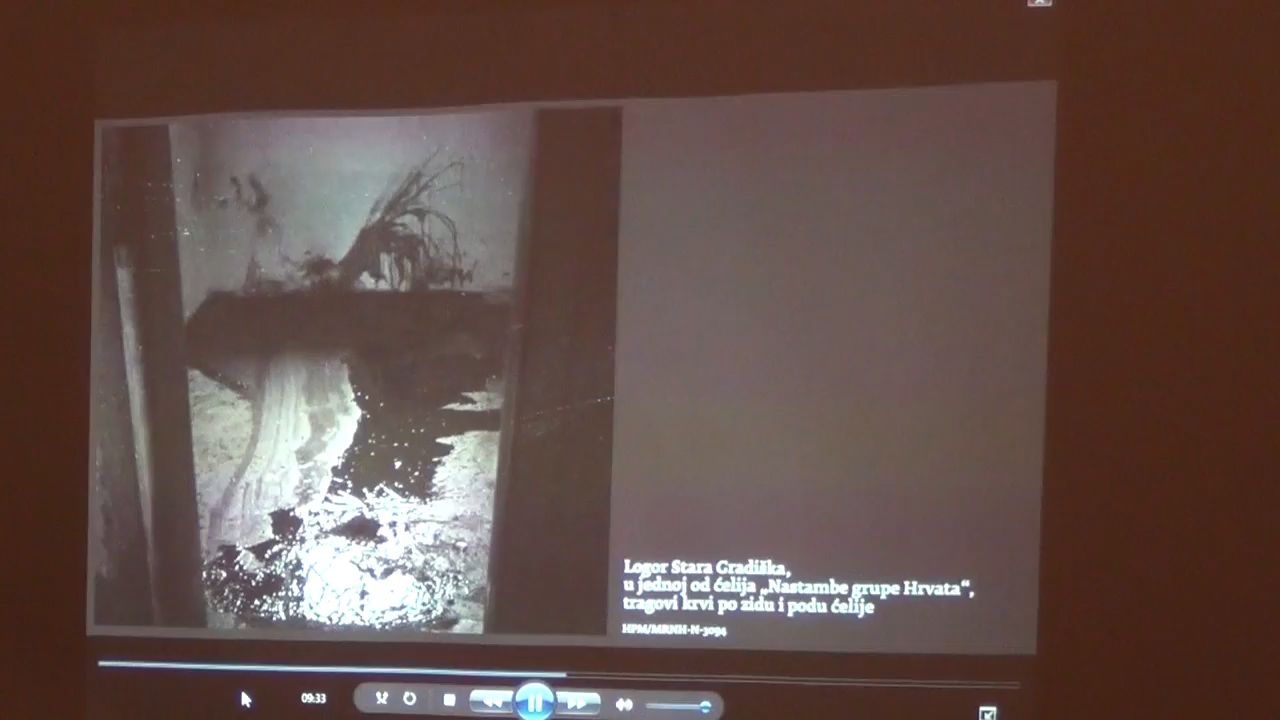 Logor Stara Gradiška,
u jednoj od ćelija „Nastambe grupe Hrvata“,
tragovi krvi po zidu i podu ćelije
HPM/MRNH-N-3094
09:33